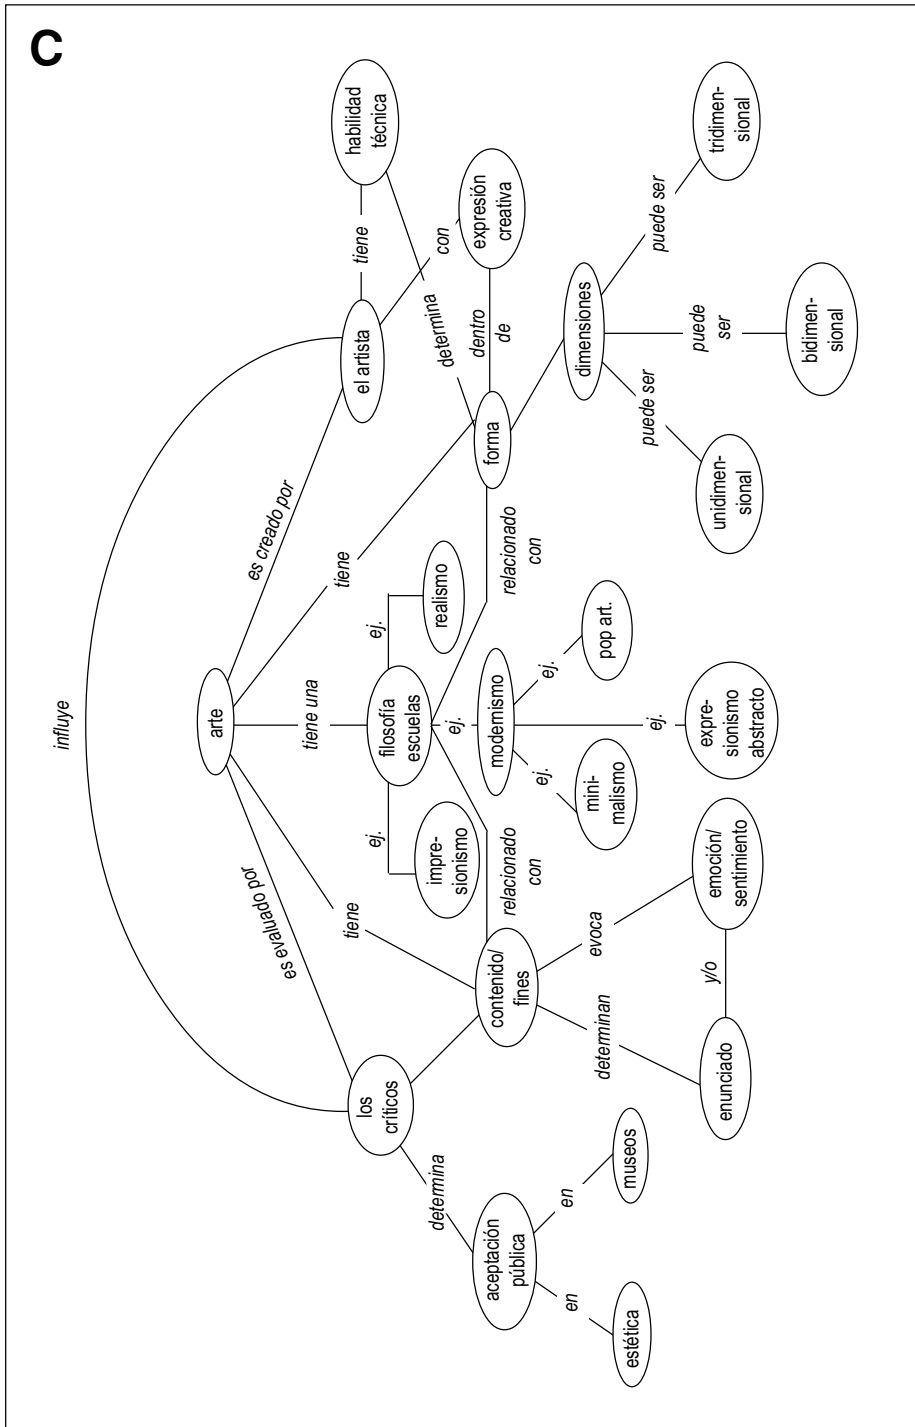 C
influye
arte
es evaluado por
tiene
tiene una
tiene
es creado por
los
críticos
el artista
tiene
habilidad
técnica
filosofía
escuelas
ej.
impre-
sionismo
ej.
realismo
determina
con
determina
aceptación
pública
contenido/
fines
relacionado
con
ej.
modernismo
relacionado
con
forma
dentro
de
expresión
creativa
en
estética
en
museos
determinan
evoca
enunciado
y/o
emoción/
sentimiento
ej.
mini-
malismo
ej.
expre-
sionismo
abstracto
ej.
pop art.
dimensiones
puede ser
unidimen-
sional
puede
ser
bidimen-
sional
puede ser
tridimen-
sional